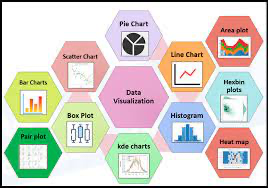 Pie Chart
Area plot
Scatter Chart
Line Chart
Bar Charts
Data
Visualization
Hexbin
plots
Box Plot
Histogram
Pair plot
kde charts
Heat map